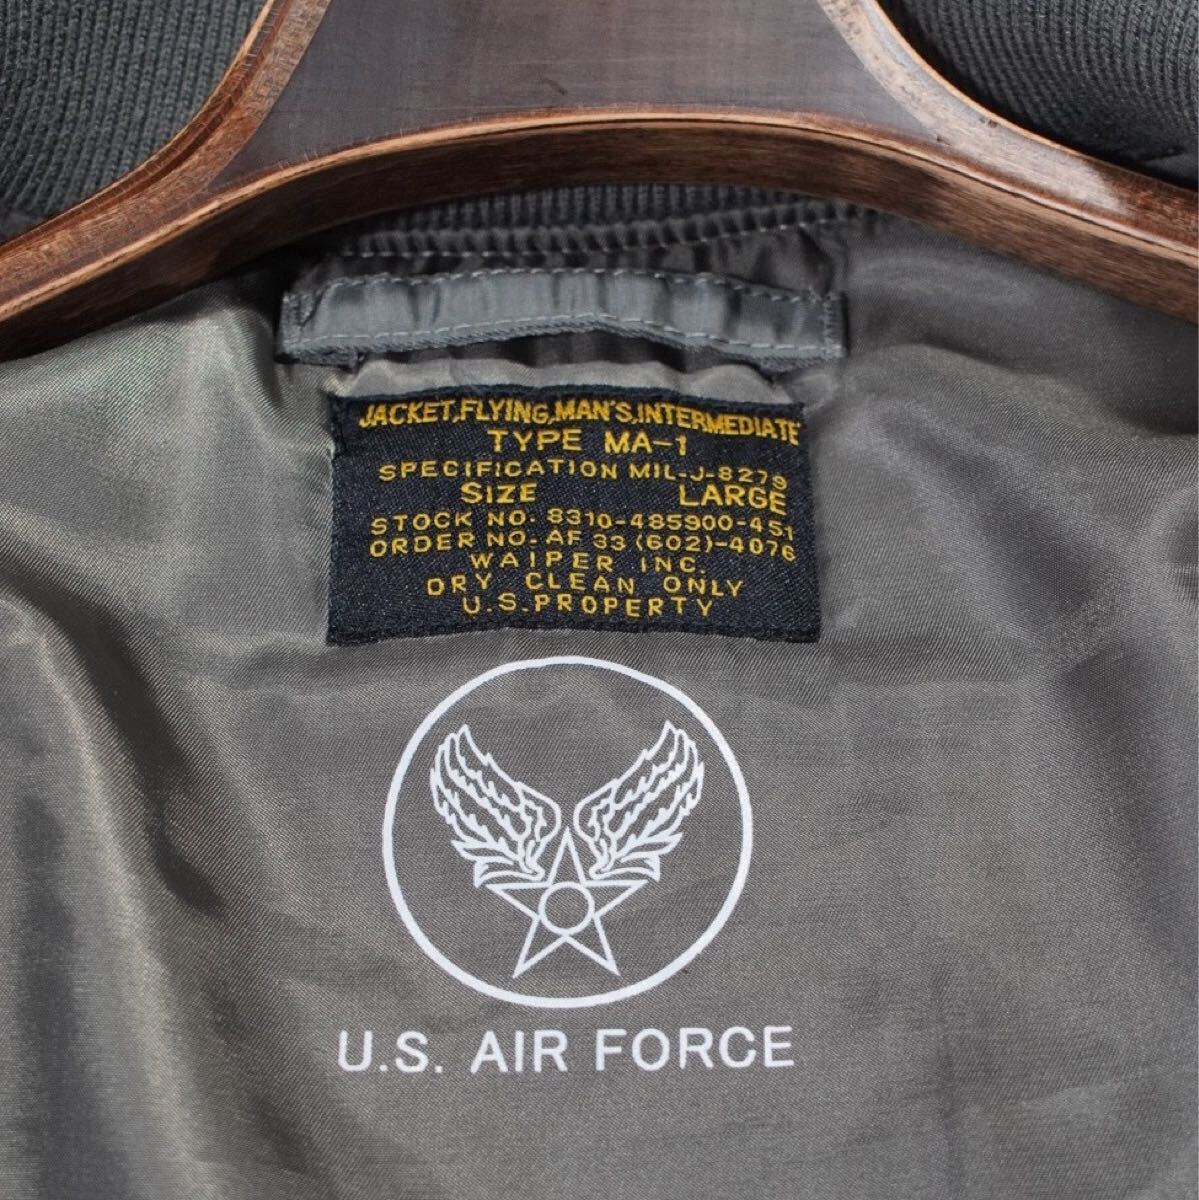 JACKET,FLYING,MAN'S,INTERMEDIATE
TYPE MA-1
SPECIFICATION MIL-J-8279
SIZE LARGE
STOCK NO. 8310-485900-451
ORDER NO. AF 33 (602)-4076
WAIPER INC.
DRY CLEAN ONLY
U.S.PROPERTY
U.S. AIR FORCE